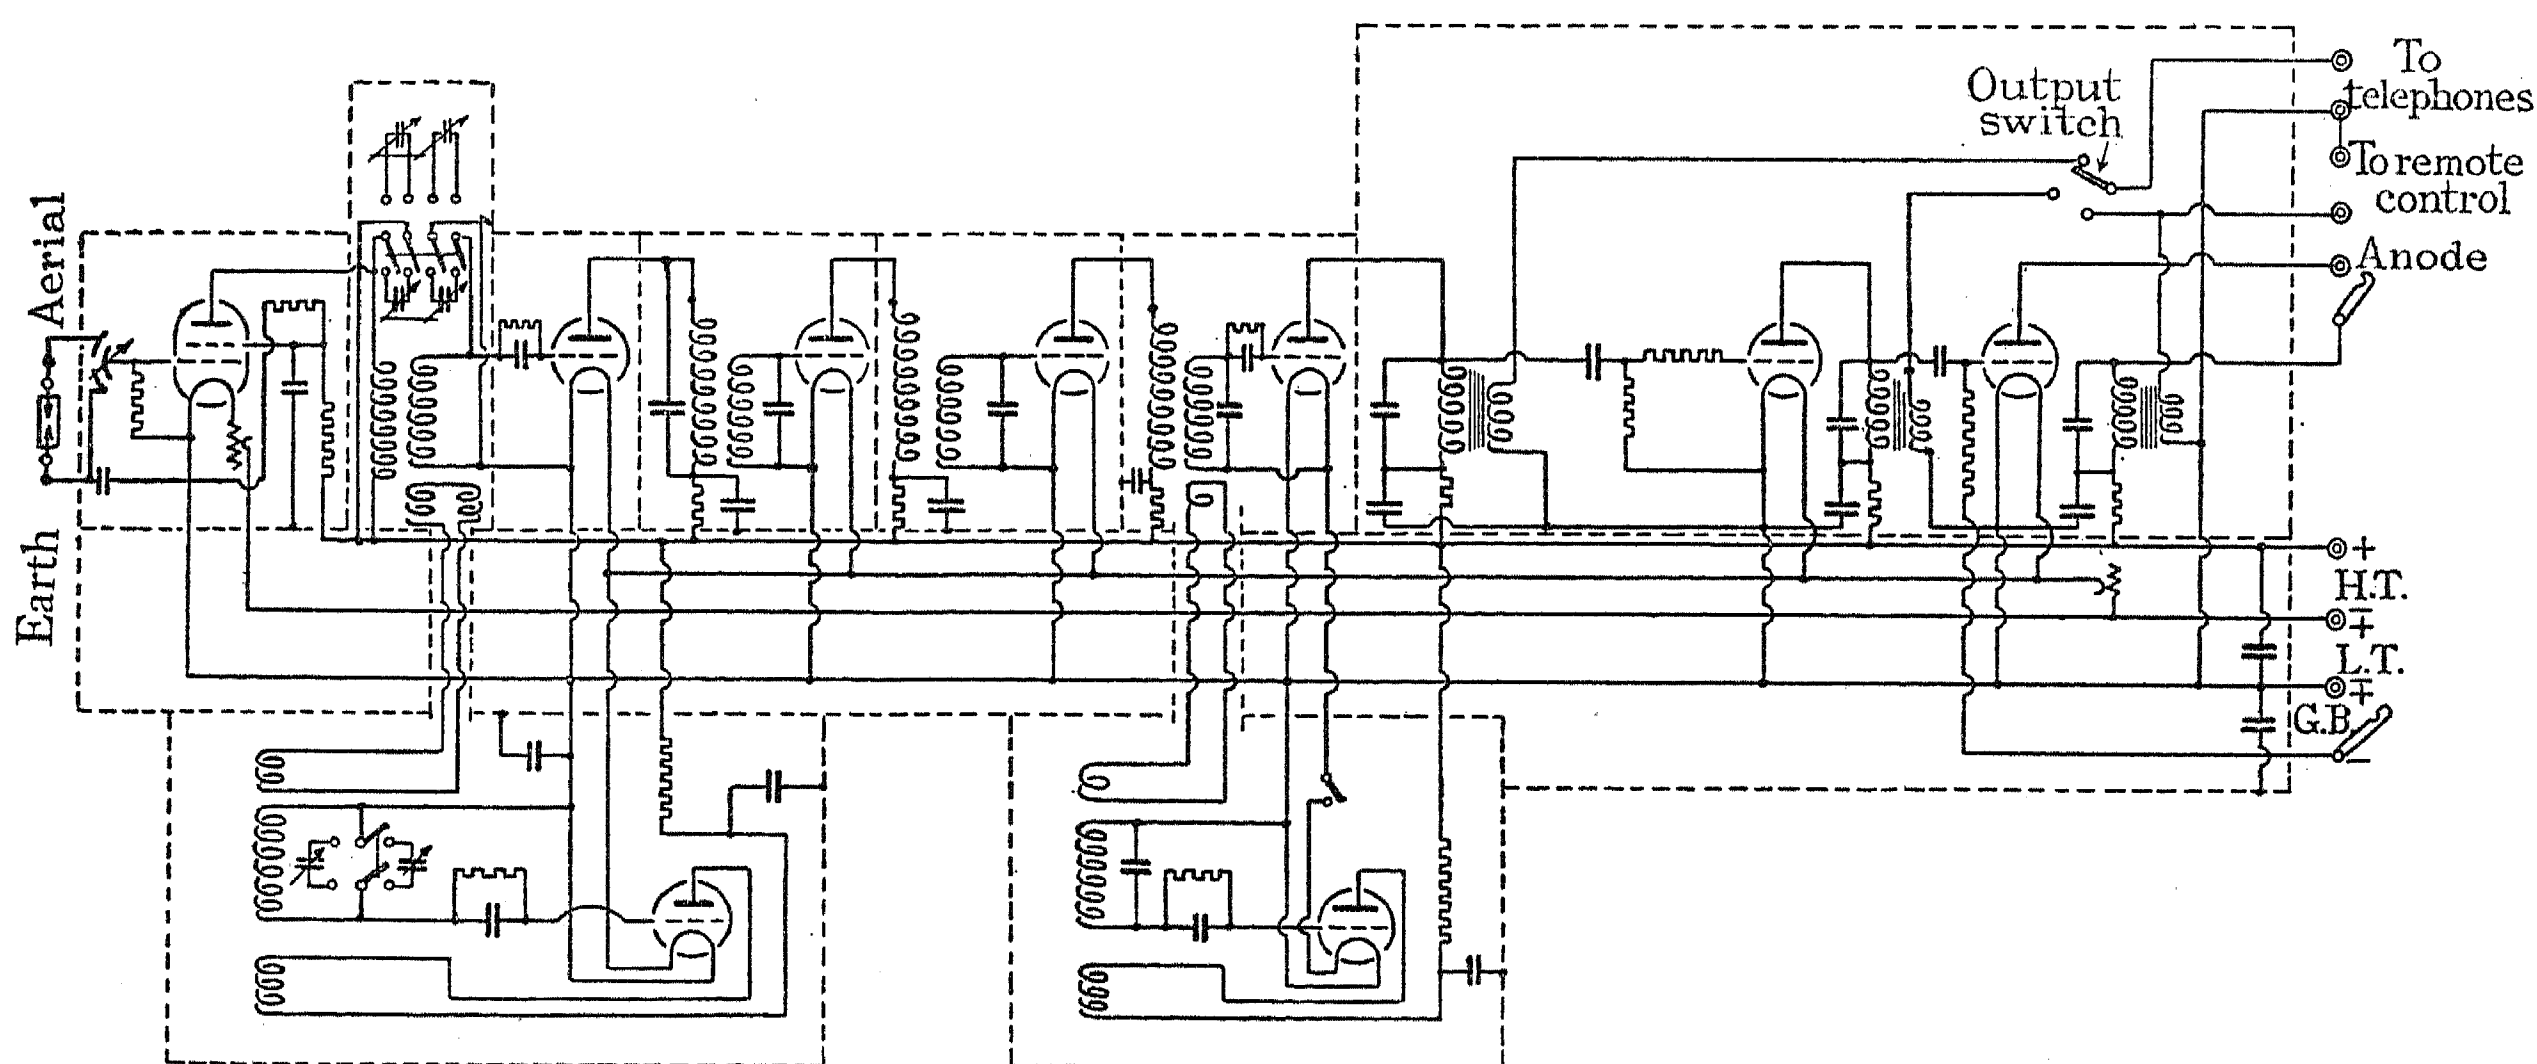 Aerial
Earth
Output
switch
To
telephones
To remote
control
Anode
+
H.T.
−
+
L.T.
−
+
G.B.
−